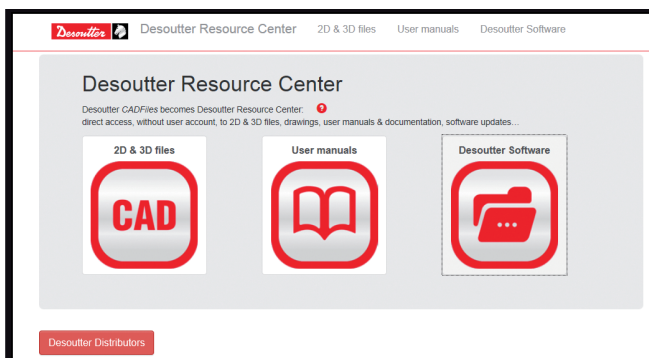 Desoutter Desoutter Resource Center 2D & 3D files User manuals Desoutter Software
Desoutter Resource Center
Desoutter CADFiles becomes Desoutter Resource Center: ?
direct access, without user account, to 2D & 3D files, drawings, user manuals & documentation, software updates...
2D & 3D files User manuals Desoutter Software
CAD
Desoutter Distributors